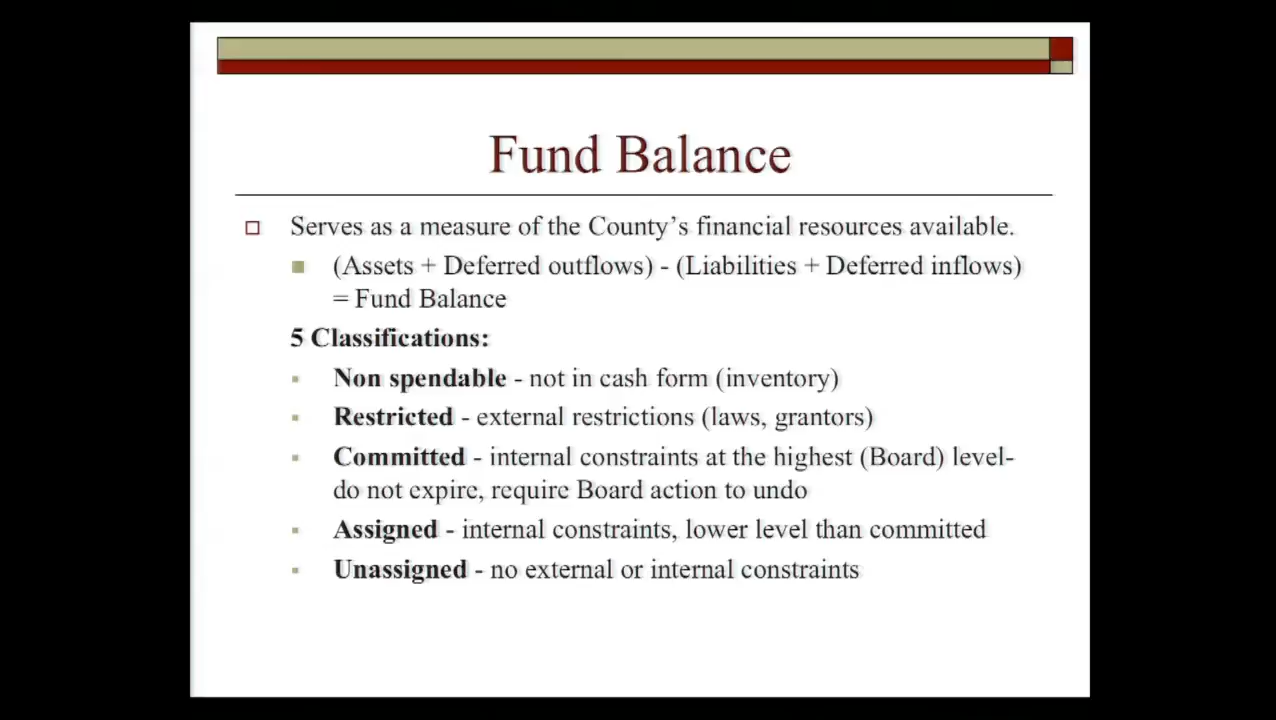 Fund Balance
Serves as a measure of the County's financial resources available.
(Assets + Deferred outflows) - (Liabilities + Deferred inflows)
= Fund Balance
5 Classifications:
Non spendable - not in cash form (inventory)
Restricted - external restrictions (laws, grantors)
Committed - internal constraints at the highest (Board) level-
do not expire, require Board action to undo
Assigned - internal constraints, lower level than committed
Unassigned - no external or internal constraints